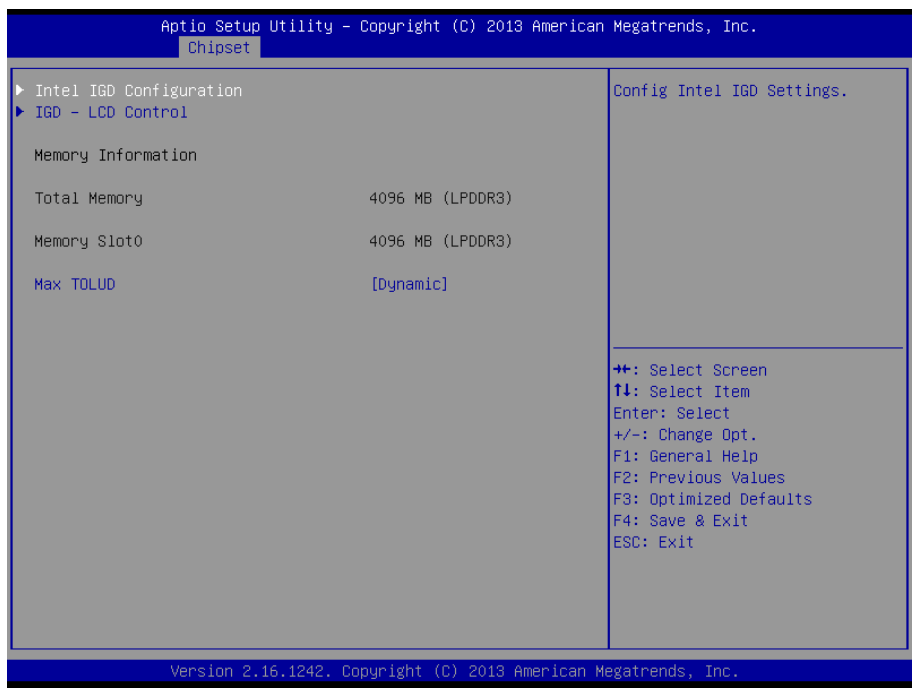 Aptio Setup Utility – Copyright (C) 2013 American Megatrends, Inc.
Chipset
▶ Intel IGD Configuration
▶ IGD – LCD Control
Memory Information
Total Memory 4096 MB (LPDDR3)
Memory Slot0 4096 MB (LPDDR3)
Max TOLUD [Dynamic]
Config Intel IGD Settings.
→←: Select Screen
↑↓: Select Item
Enter: Select
+/-: Change Opt.
F1: General Help
F2: Previous Values
F3: Optimized Defaults
F4: Save & Exit
ESC: Exit
Version 2.16.1242. Copyright (C) 2013 American Megatrends, Inc.